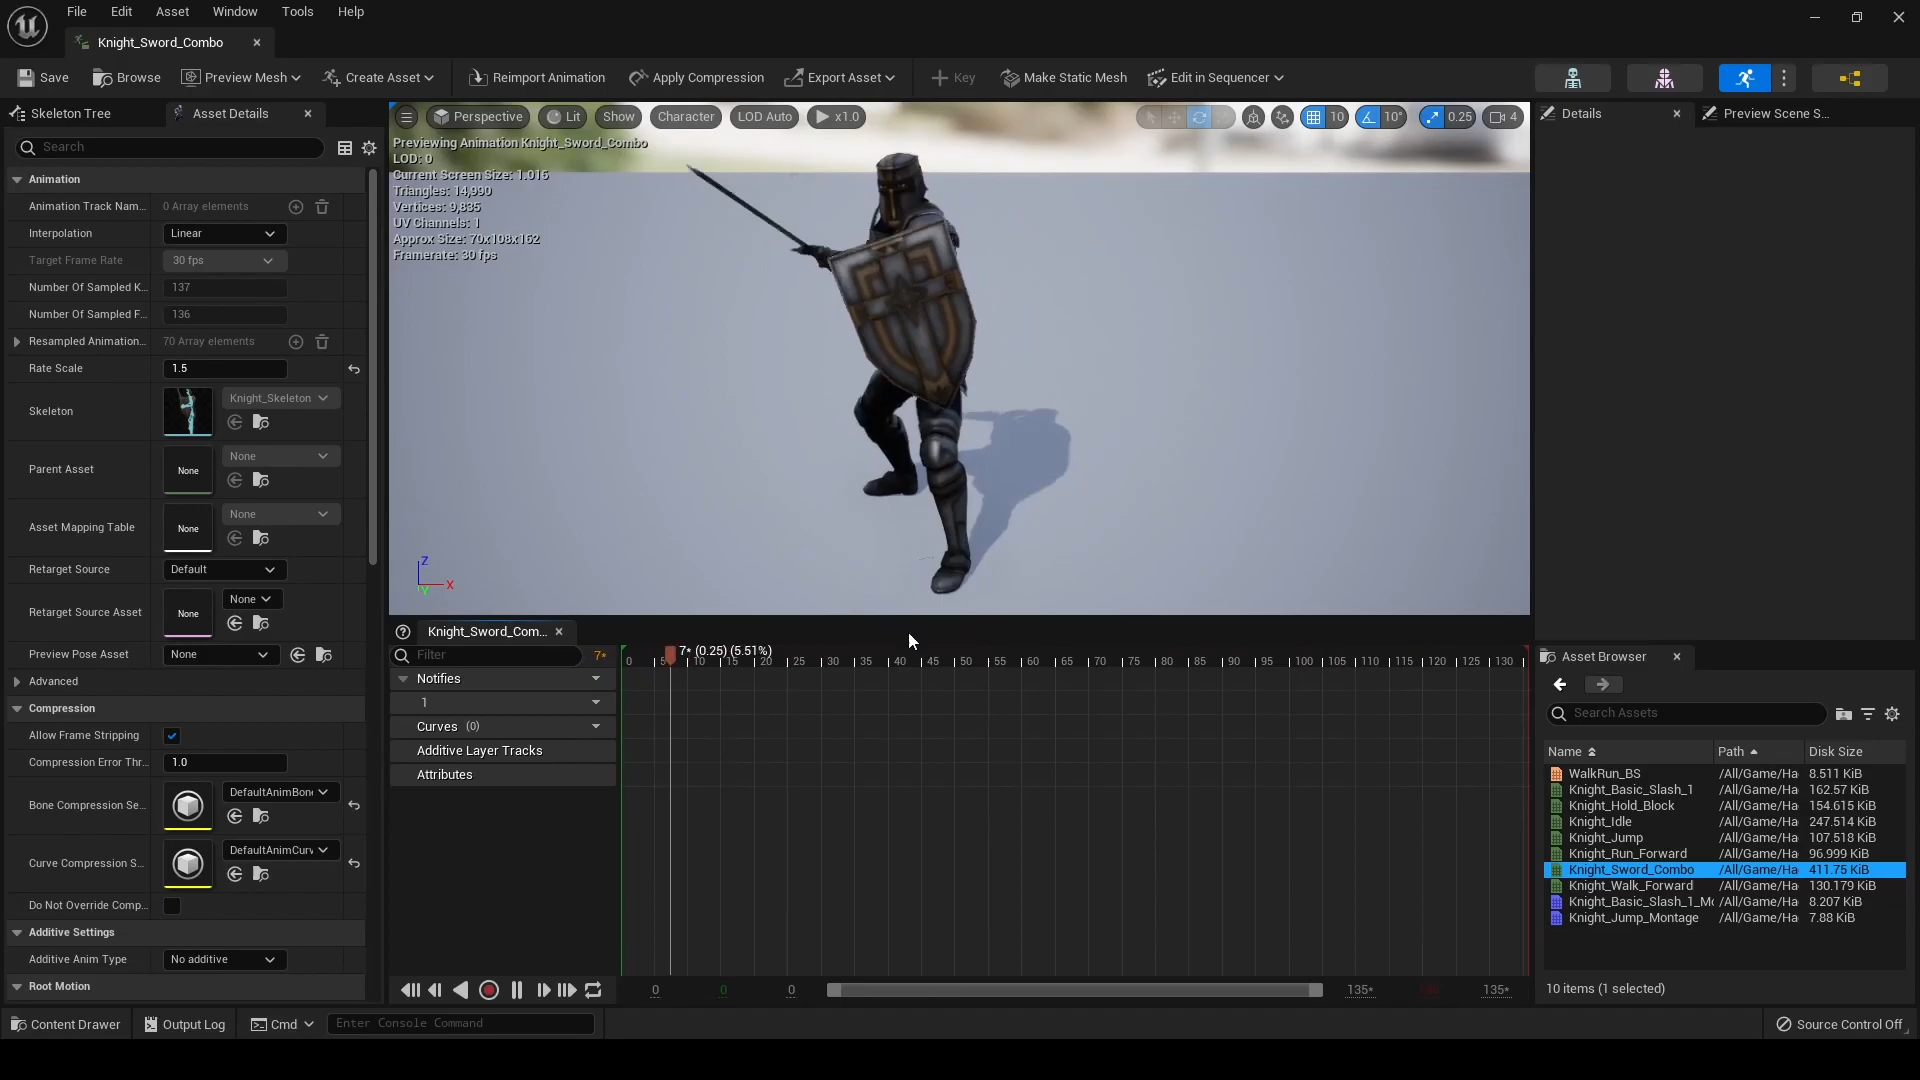 File Edit Asset Window Tools Help
Knight_Sword_Combo
Save Browse Preview Mesh Create Asset Reimport Animation Apply Compression Export Asset Key Make Static Mesh Edit in Sequencer
Skeleton Tree Asset Details
Search
Animation
Animation Track Nam... 0 Array elements
Interpolation Linear
Target Frame Rate 30 fps
Number Of Sampled K... 137
Number Of Sampled F... 136
Resampled Animation... 70 Array elements
Rate Scale 1.5
Skeleton Knight_Skeleton
Parent Asset None None
Asset Mapping Table None None
Retarget Source Default
Retarget Source Asset None None
Preview Pose Asset None
Advanced
Compression
Allow Frame Stripping
Compression Error Thr... 1.0
Bone Compression Se... DefaultAnimBone
Curve Compression S... DefaultAnimCurv
Do Not Override Comp...
Additive Settings
Additive Anim Type No additive
Root Motion
Perspective Lit Show Character LOD Auto x1.0 10 10° 0.25 4
Previewing Animation Knight_Sword_Combo
LOD: 0
Current Screen Size: 1.015
Triangles: 14,990
Vertices: 9,835
UV Channels: 1
Approx Size: 70x108x162
Framerate: 30 fps
Z
X
Y
Knight_Sword_Com...
Filter 7*
7* (0.25) (5.51%)
0 5 10 15 20 25 30 35 40 45 50 55 60 65 70 75 80 85 90 95 100 105 110 115 120 125 130
Notifies
1
Curves (0)
Additive Layer Tracks
Attributes
0 0 0 135* 135*
Details Preview Scene S...
Asset Browser
Search Assets
Name Path Disk Size
WalkRun_BS /All/Game/Ha 8.511 KiB
Knight_Basic_Slash_1 /All/Game/Ha 162.57 KiB
Knight_Hold_Block /All/Game/Ha 154.615 KiB
Knight_Idle /All/Game/Ha 247.514 KiB
Knight_Jump /All/Game/Ha 107.518 KiB
Knight_Run_Forward /All/Game/Ha 96.999 KiB
Knight_Sword_Combo /All/Game/Ha 411.75 KiB
Knight_Walk_Forward /All/Game/Ha 130.179 KiB
Knight_Basic_Slash_1_Mo /All/Game/Ha 8.207 KiB
Knight_Jump_Montage /All/Game/Ha 7.88 KiB
10 items (1 selected)
Content Drawer Output Log Cmd Enter Console Command Source Control Off